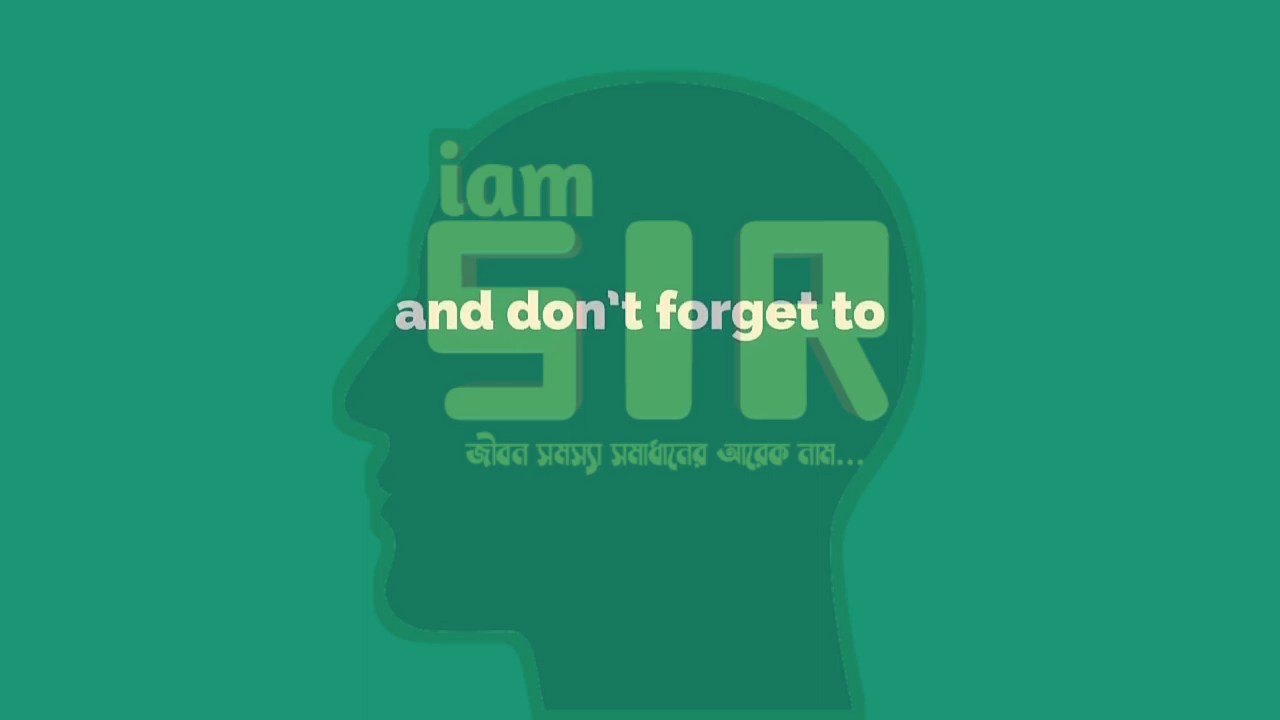 iam
SIR
and don't forget to
জীবন সমস্যা সমাধানের আরেক নাম...